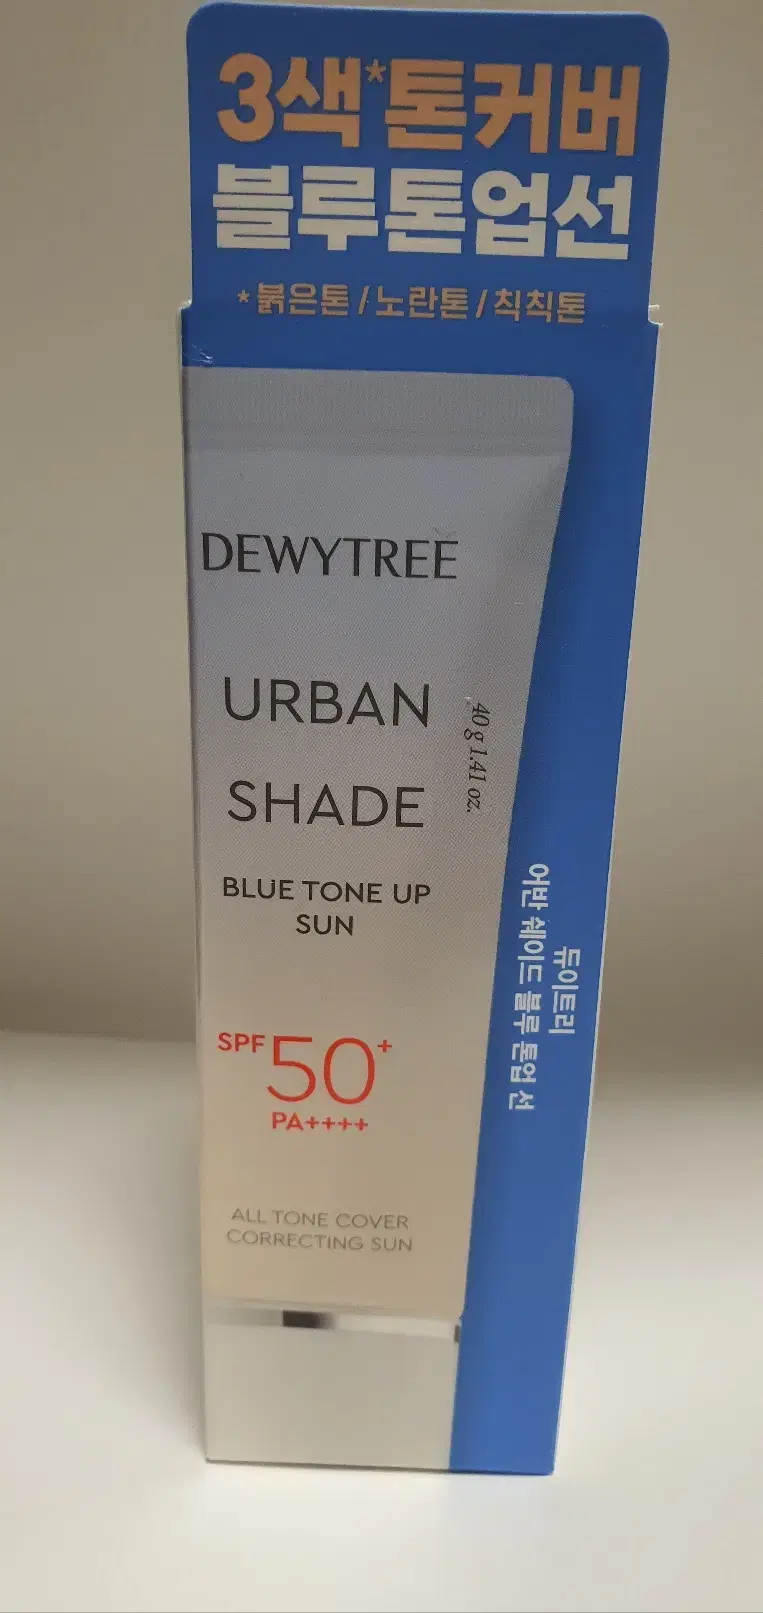 3색*톤커버
블루톤업선
*붉은톤/노란톤/칙칙톤
DEWYTREE
URBAN
SHADE
40 g 1.41 oz.
BLUE TONE UP
SUN
SPF 50+
PA++++
ALL TONE COVER
CORRECTING SUN
듀이트리
어반 쉐이드 블루 톤업 선